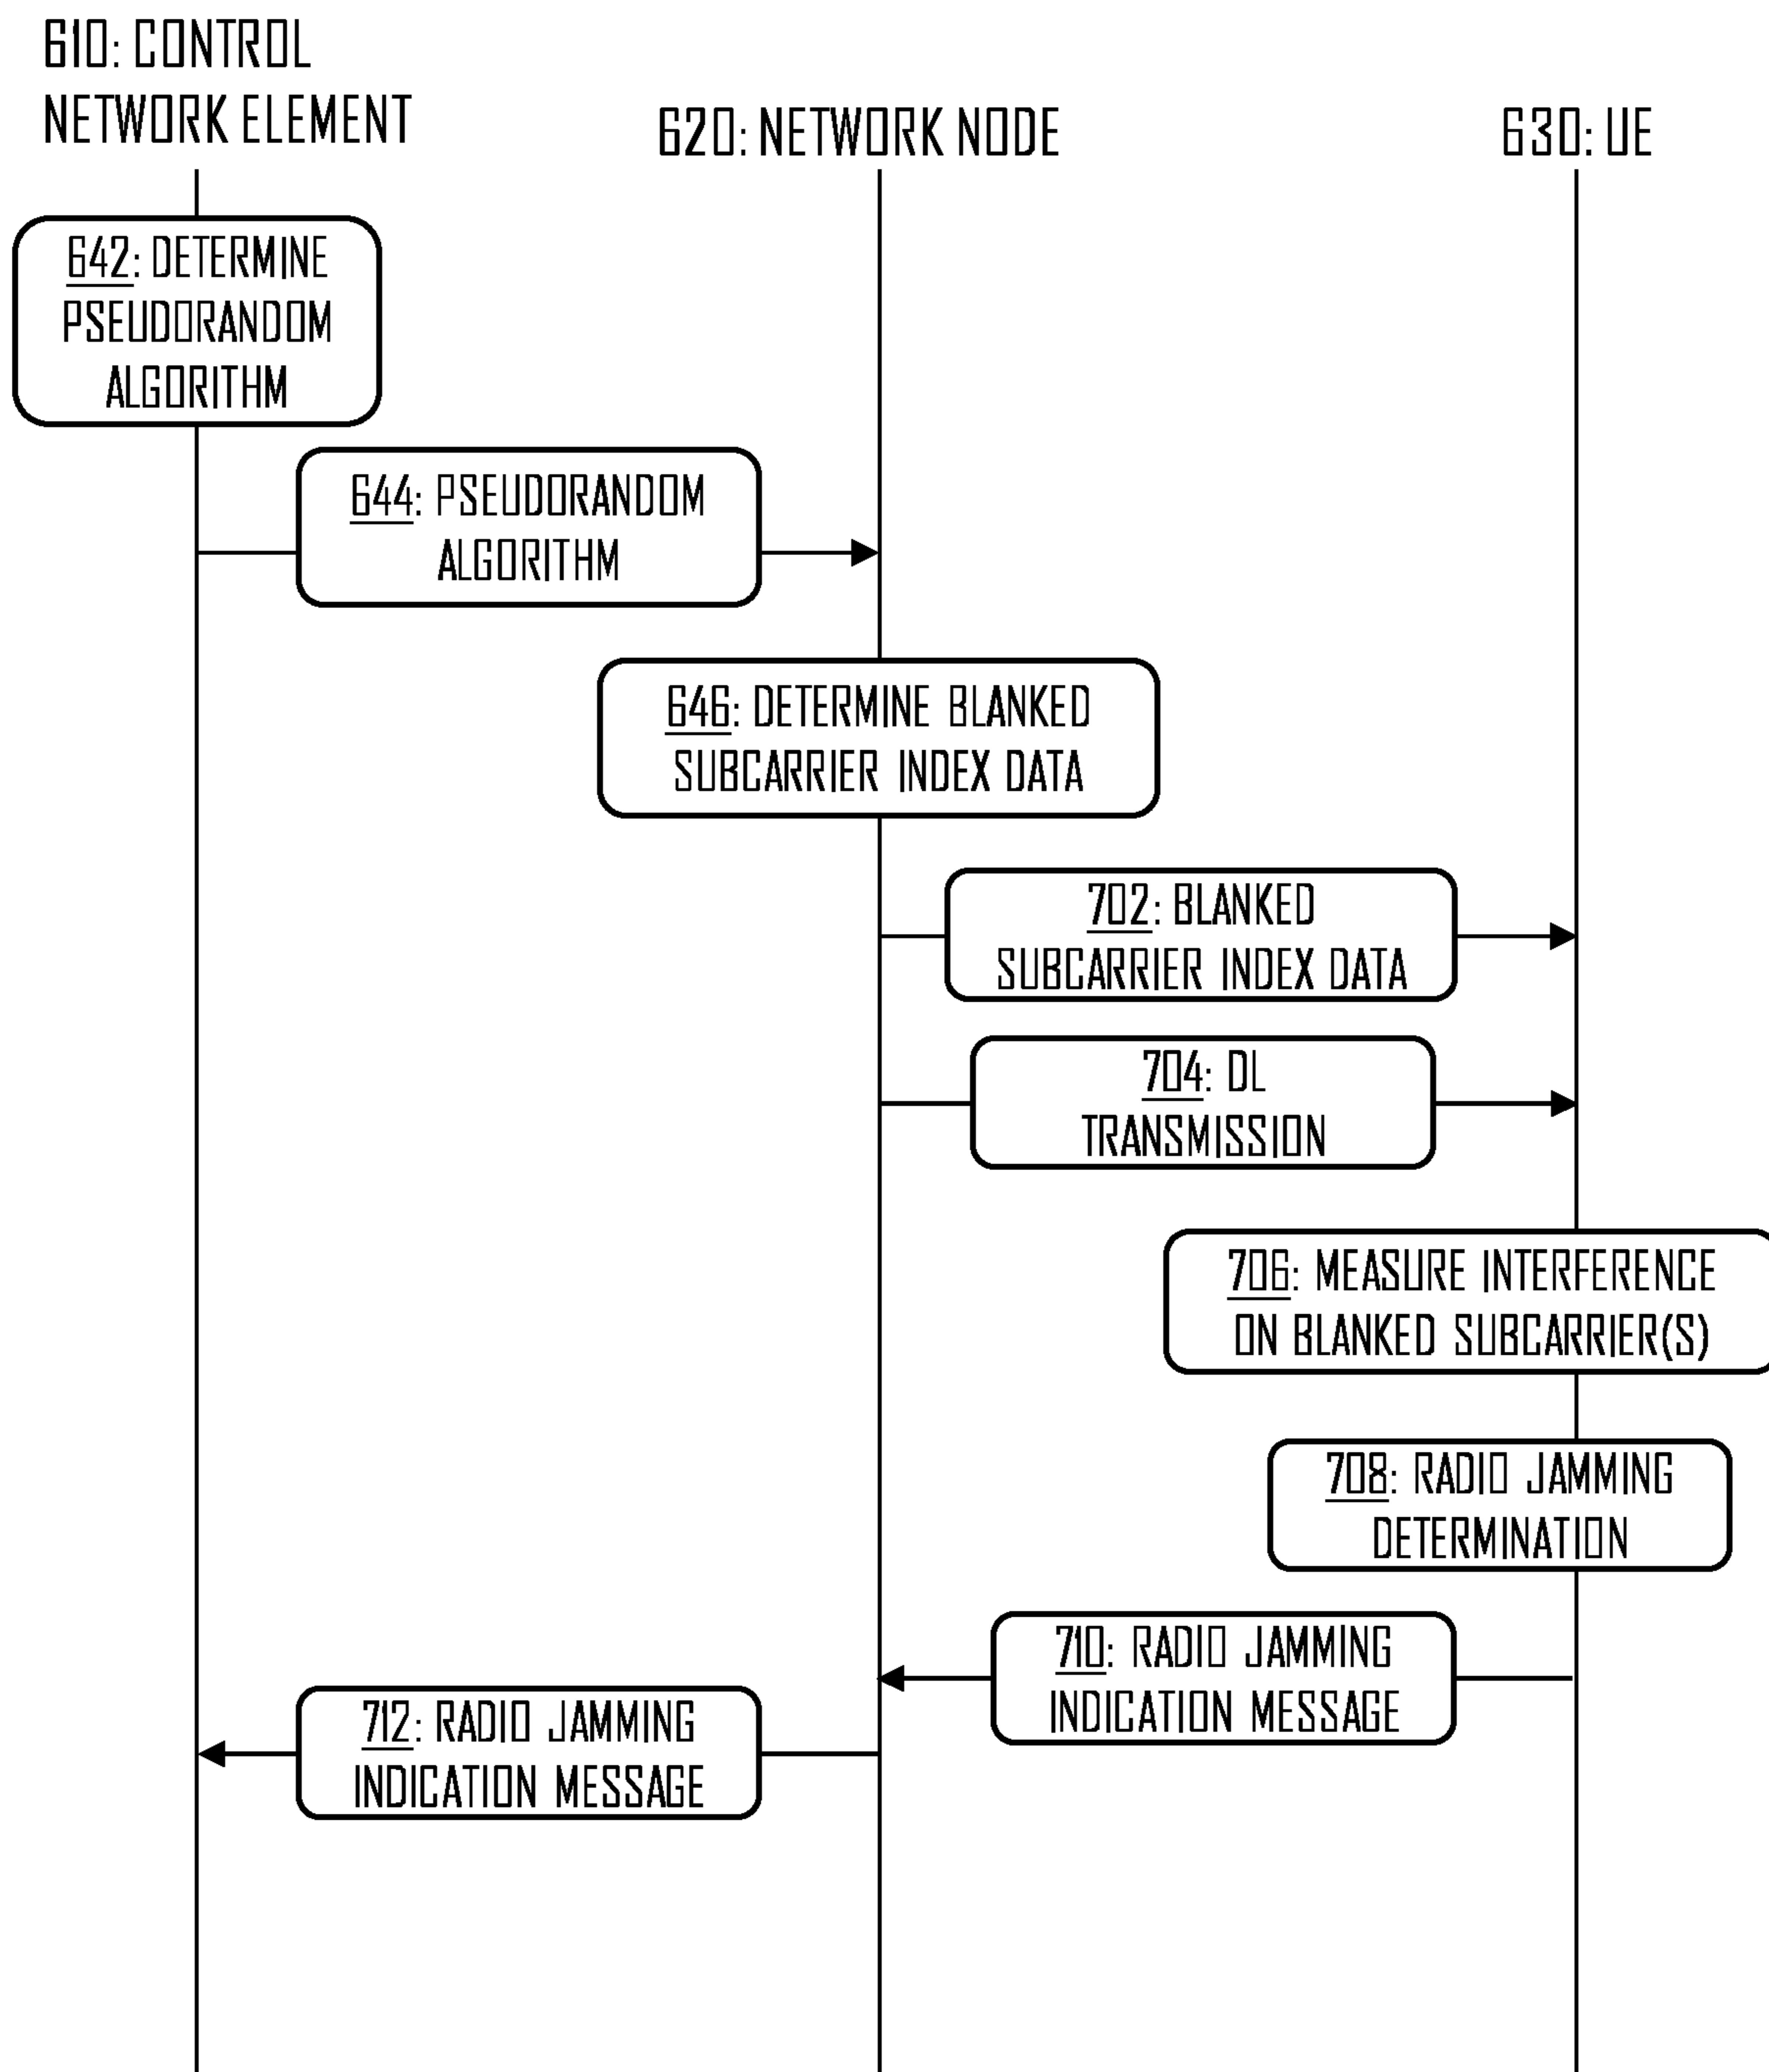 610: CONTROL
NETWORK ELEMENT
620: NETWORK NODE
630: UE
642: DETERMINE
PSEUDORANDOM
ALGORITHM
644: PSEUDORANDOM
ALGORITHM
646: DETERMINE BLANKED
SUBCARRIER INDEX DATA
702: BLANKED
SUBCARRIER INDEX DATA
704: DL
TRANSMISSION
706: MEASURE INTERFERENCE
ON BLANKED SUBCARRIER(S)
708: RADIO JAMMING
DETERMINATION
710: RADIO JAMMING
INDICATION MESSAGE
712: RADIO JAMMING
INDICATION MESSAGE